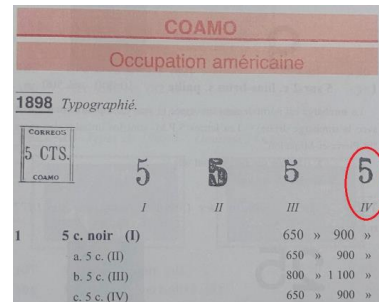 COAMO
Occupation américaine
1898 Typographié.
CORREOS
5 CTS.
COAMO
5 5 5 5
I II III IV
1 5 c. noir (I) 650 » 900 »
a. 5 c. (II) 650 » 900 »
b. 5 c. (III) 800 » 1 100 »
c. 5 c. (IV) 650 » 900 »